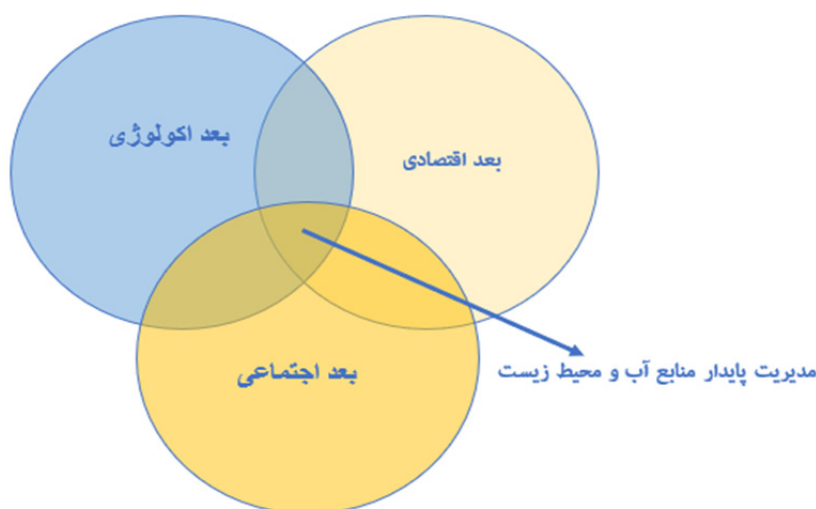 بعد اکولوژی
بعد اقتصادی
بعد اجتماعی
مدیریت پایدار منابع آب و محیط زیست